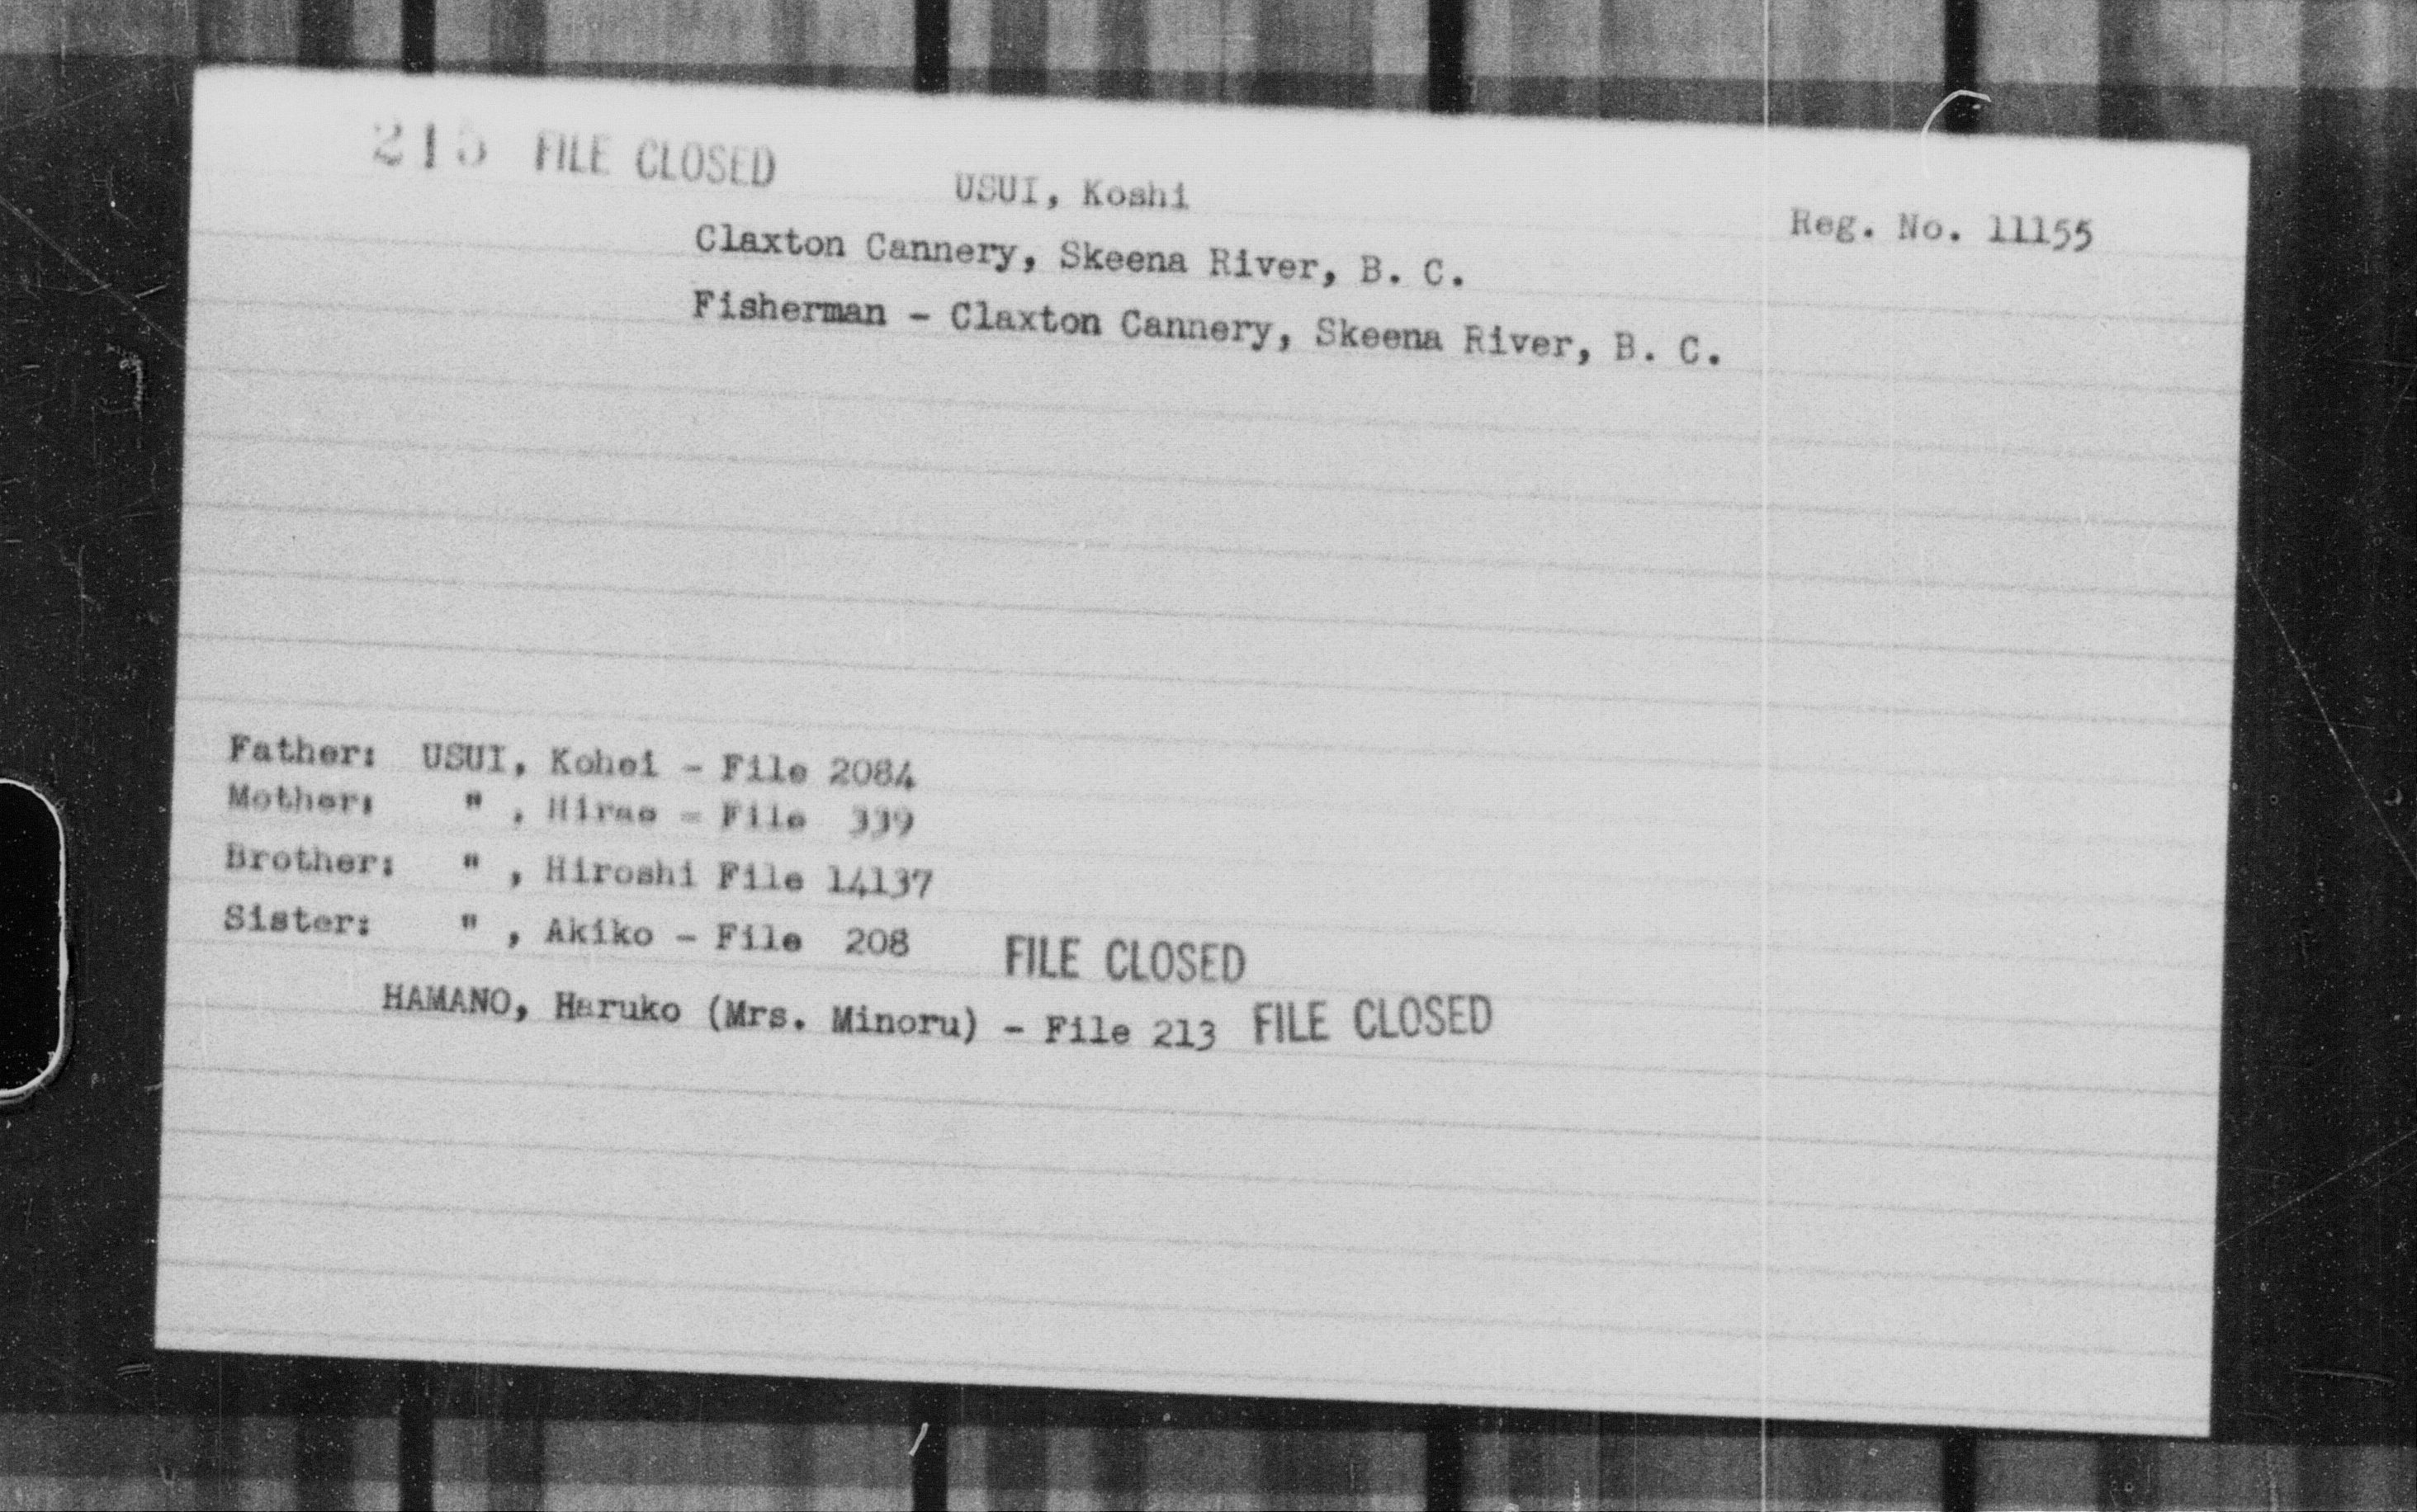 215 FILE CLOSED
USUI, Koshi
Reg. No. 11155
Claxton Cannery, Skeena River, B. C.
Fisherman - Claxton Cannery, Skeena River, B. C.
Father: USUI, Kohei - File 2084
Mother: " , Hirae - File 339
Brother: " , Hiroshi File 14137
Sister: " , Akiko - File 208 FILE CLOSED
HAMANO, Haruko (Mrs. Minoru) - File 213 FILE CLOSED